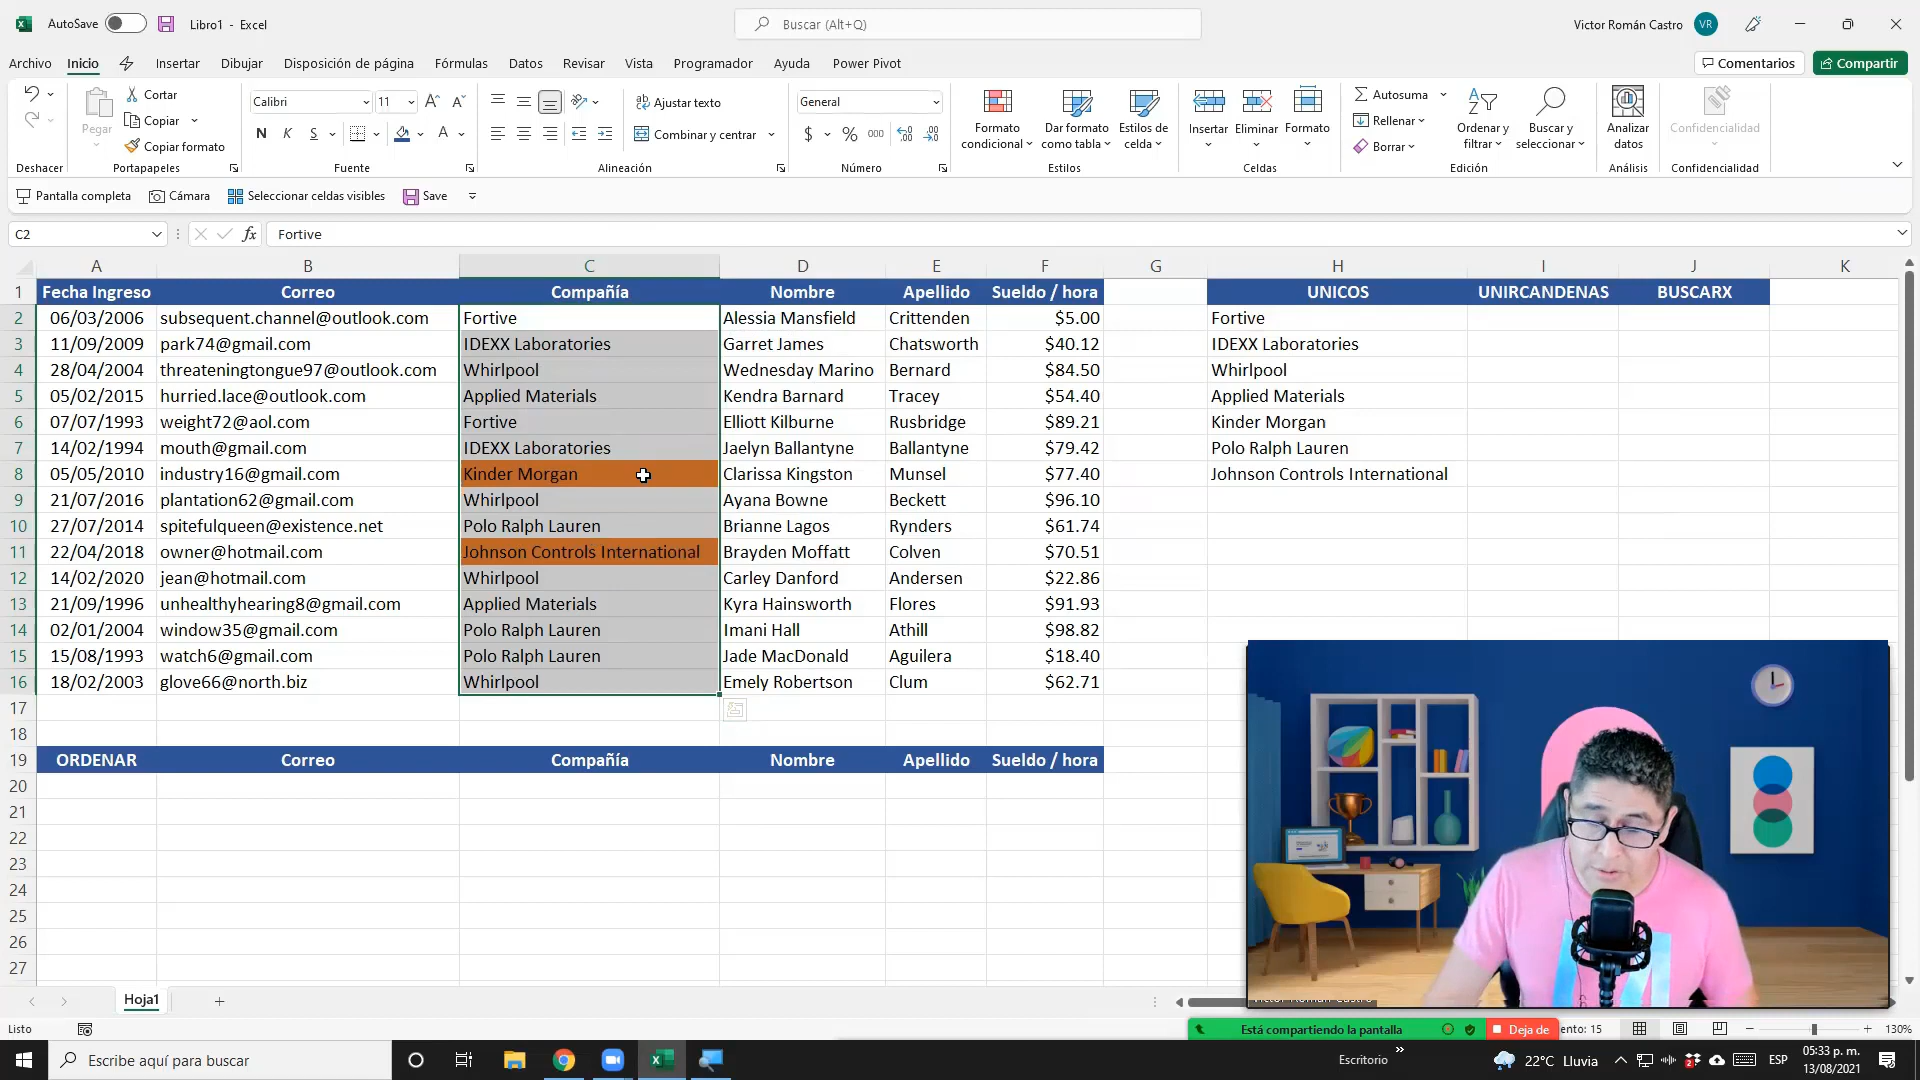 AutoSave Libro1 - Excel Buscar (Alt+Q) Victor Román Castro VR
Archivo Inicio Insertar Dibujar Disposición de página Fórmulas Datos Revisar Vista Programador Ayuda Power Pivot Comentarios Compartir
Pegar Cortar Copiar Copiar formato
Calibri 11 N K S A
Ajustar texto Combinar y centrar
General $ % 000
Formato condicional Dar formato como tabla Estilos de celda
Insertar Eliminar Formato
Autosuma Rellenar Borrar Ordenar y filtrar Buscar y seleccionar
Analizar datos Confidencialidad
Deshacer Portapapeles Fuente Alineación Número Estilos Celdas Edición Análisis Confidencialidad
Pantalla completa Cámara Seleccionar celdas visibles Save
C2 fx Fortive
A B C D E F G H I J K
1 Fecha Ingreso Correo Compañía Nombre Apellido Sueldo / hora UNICOS UNIRCANDENAS BUSCARX
2 06/03/2006 subsequent.channel@outlook.com Fortive Alessia Mansfield Crittenden $5.00 Fortive
3 11/09/2009 park74@gmail.com IDEXX Laboratories Garret James Chatsworth $40.12 IDEXX Laboratories
4 28/04/2004 threateningtongue97@outlook.com Whirlpool Wednesday Marino Bernard $84.50 Whirlpool
5 05/02/2015 hurried.lace@outlook.com Applied Materials Kendra Barnard Tracey $54.40 Applied Materials
6 07/07/1993 weight72@aol.com Fortive Elliott Kilburne Rusbridge $89.21 Kinder Morgan
7 14/02/1994 mouth@gmail.com IDEXX Laboratories Jaelyn Ballantyne Ballantyne $79.42 Polo Ralph Lauren
8 05/05/2010 industry16@gmail.com Kinder Morgan Clarissa Kingston Munsel $77.40 Johnson Controls International
9 21/07/2016 plantation62@gmail.com Whirlpool Ayana Bowne Beckett $96.10
10 27/07/2014 spitefulqueen@existence.net Polo Ralph Lauren Brianne Lagos Rynders $61.74
11 22/04/2018 owner@hotmail.com Johnson Controls International Brayden Moffatt Colven $70.51
12 14/02/2020 jean@hotmail.com Whirlpool Carley Danford Andersen $22.86
13 21/09/1996 unhealthyhearing8@gmail.com Applied Materials Kyra Hainsworth Flores $91.93
14 02/01/2004 window35@gmail.com Polo Ralph Lauren Imani Hall Athill $98.82
15 15/08/1993 watch6@gmail.com Polo Ralph Lauren Jade MacDonald Aguilera $18.40
16 18/02/2003 glove66@north.biz Whirlpool Emely Robertson Clum $62.71
17
18
19 ORDENAR Correo Compañía Nombre Apellido Sueldo / hora
20
21
22
23
24
25
26
27
Victor Román Castro
Hoja1
Listo Está compartiendo la pantalla Deja de ento: 15 130%
Escribe aquí para buscar Escritorio » 22°C Lluvia ESP 05:33 p. m.
13/08/2021